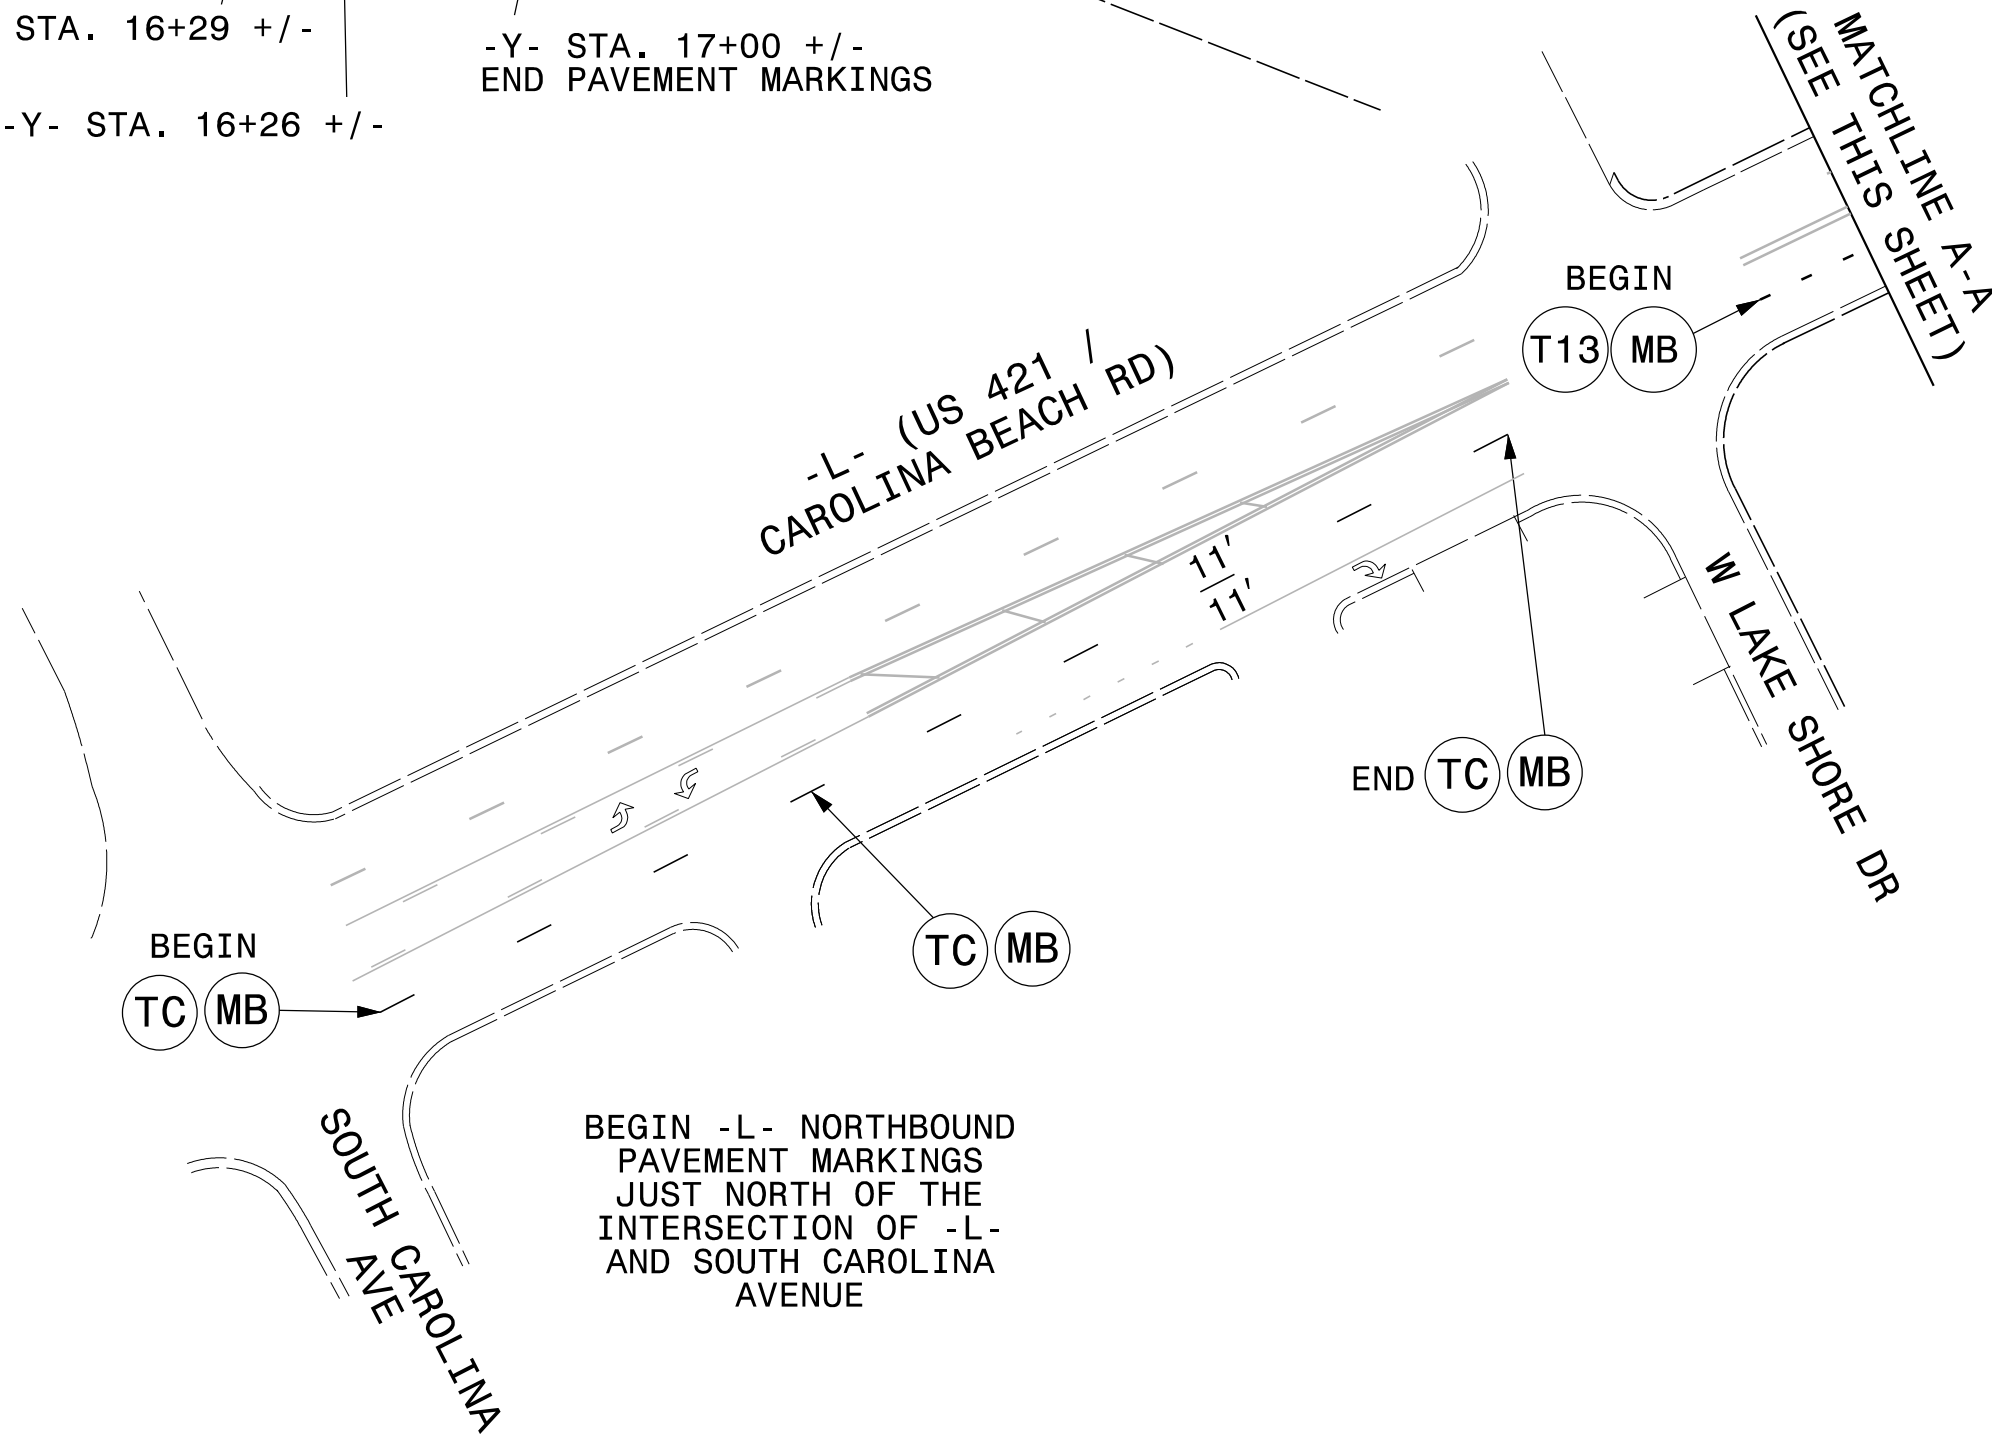 STA. 16+29 +/-
-Y- STA. 17+00 +/-
END PAVEMENT MARKINGS
-Y- STA. 16+26 +/-
MATCHLINE A-A
(SEE THIS SHEET)
BEGIN
T13 MB
-L- (US 421 /
CAROLINA BEACH RD)
11'
11'
W LAKE SHORE DR
END TC MB
TC MB
BEGIN
TC MB
SOUTH CAROLINA
AVE
BEGIN -L- NORTHBOUND
PAVEMENT MARKINGS
JUST NORTH OF THE
INTERSECTION OF -L-
AND SOUTH CAROLINA
AVENUE